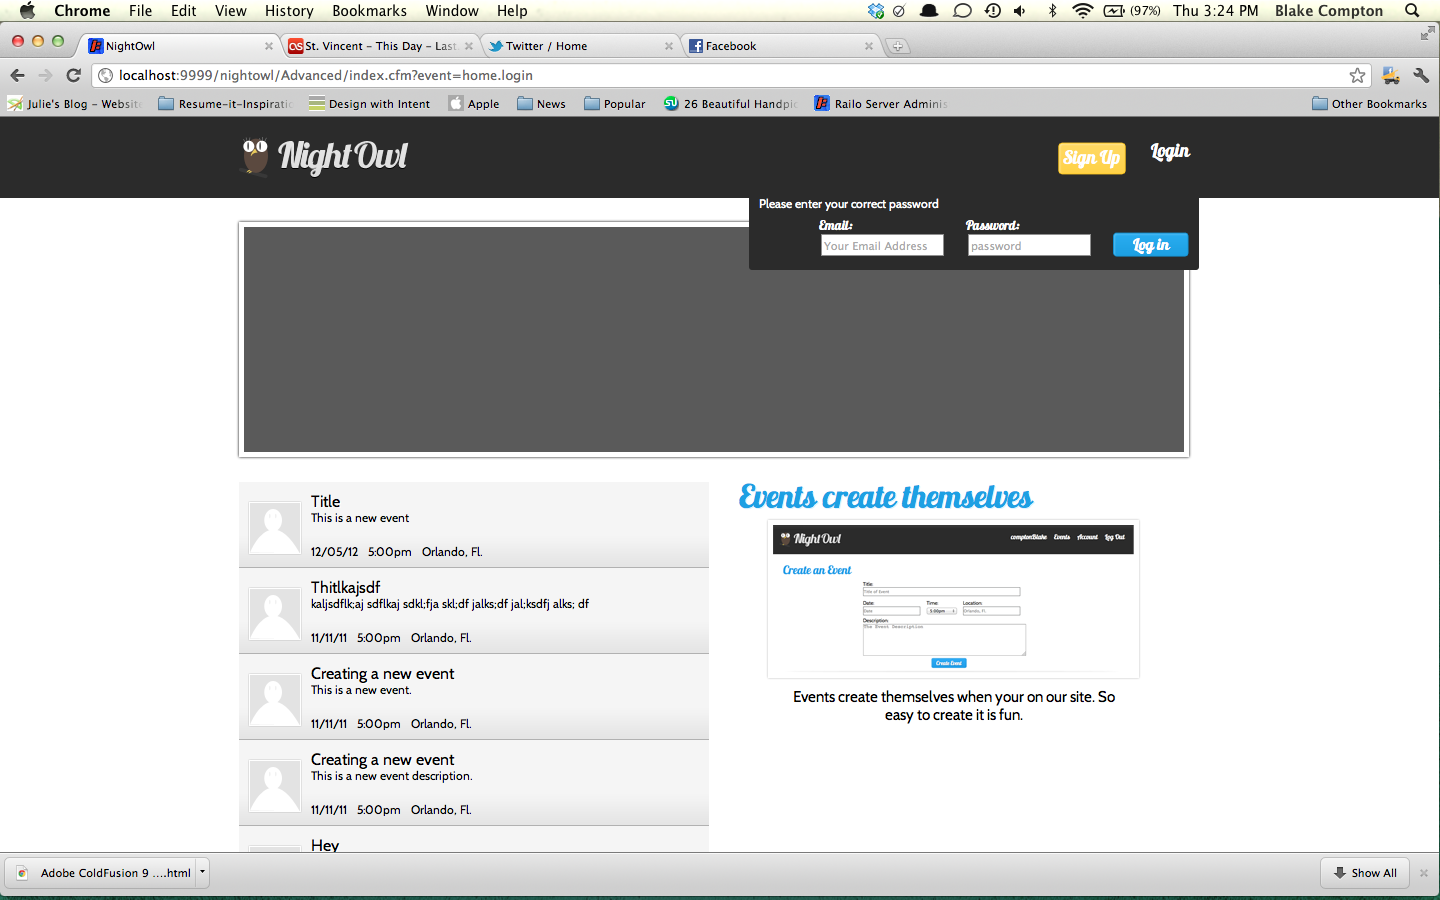 Chrome File Edit View History Bookmarks Window Help (97%) Thu 3:24 PM Blake Compton
NightOwl St. Vincent – This Day – Last Twitter / Home Facebook
localhost:9999/nightowl/Advanced/index.cfm?event=home.login
Julie's Blog – Website Resume-it-Inspiratio Design with Intent Apple News Popular 26 Beautiful Handpic Railo Server Adminis Other Bookmarks
NightOwl Sign Up Login
Please enter your correct password
Email: Password:
Your Email Address password Log in
Title
This is a new event
12/05/12 5:00pm Orlando, Fl.
Thitlkajsdf
kaljsdflk;aj sdflkaj sdkl;fja skl;df jalks;df jal;ksdfj alks; df
11/11/11 5:00pm Orlando, Fl.
Creating a new event
This is a new event.
11/11/11 5:00pm Orlando, Fl.
Creating a new event
This is a new event description.
11/11/11 5:00pm Orlando, Fl.
Hey
Events create themselves
NightOwl comptonBlake Events Account Log Out
Create an Event
Title:
Title of Event
Date: Time: Location:
Date 5:00pm Orlando, Fl.
Description:
The Event Description
Create Event
Events create themselves when your on our site. So
easy to create it is fun.
Adobe ColdFusion 9 ....html Show All